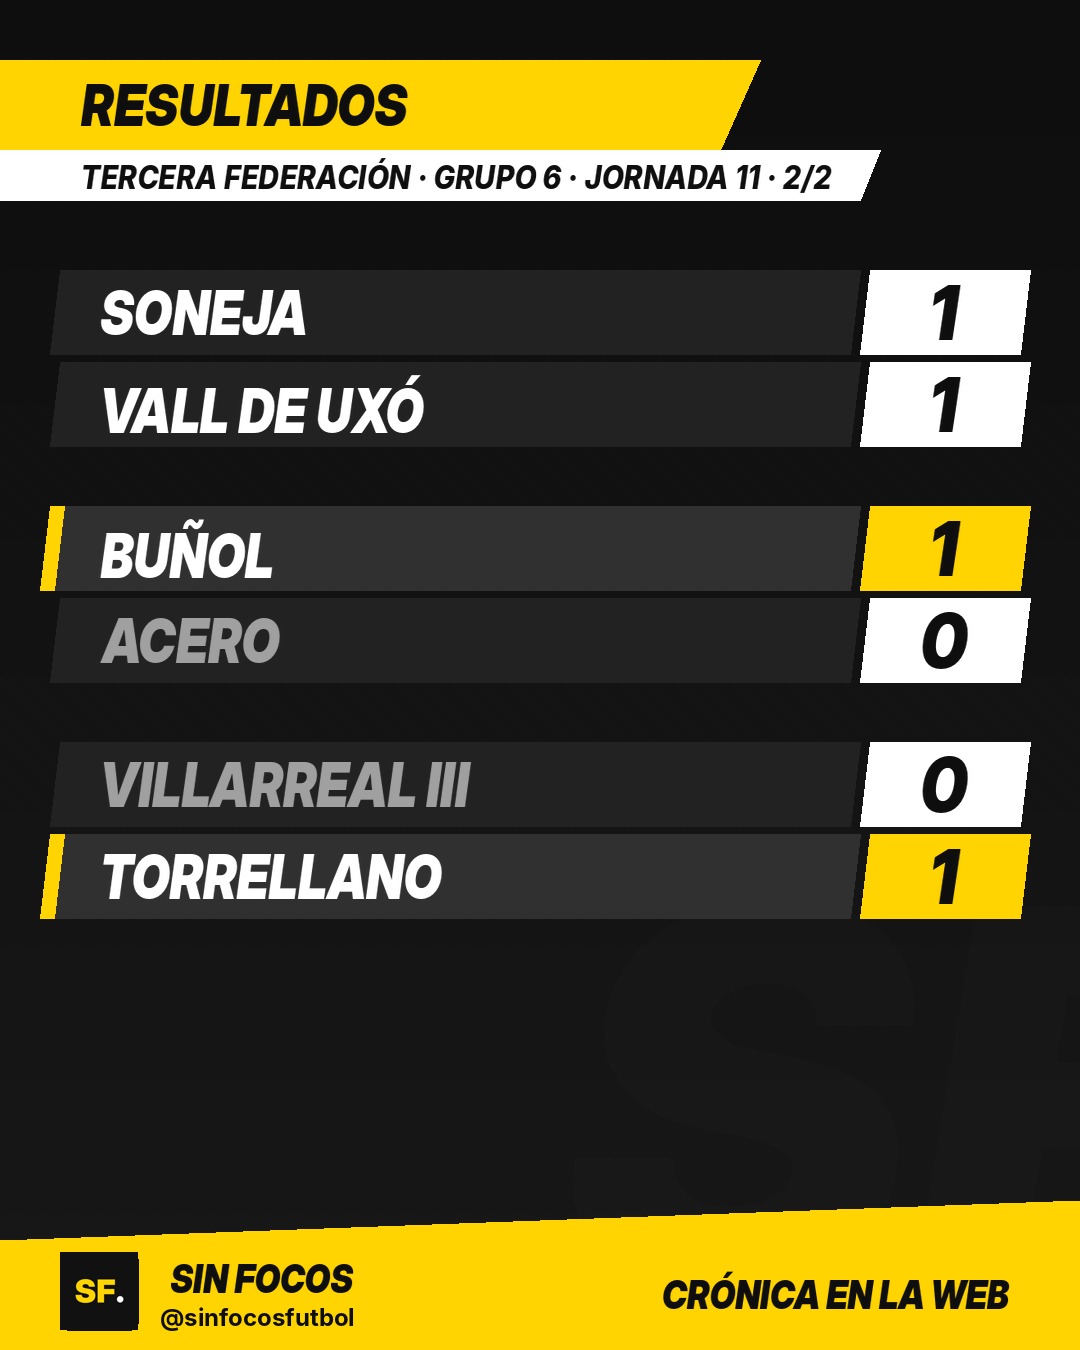 RESULTADOS
TERCERA FEDERACIÓN · GRUPO 6 · JORNADA 11 · 2/2
SONEJA 1
VALL DE UXÓ 1
BUÑOL 1
ACERO 0
VILLARREAL III 0
TORRELLANO 1
SF
SF.
SIN FOCOS
@sinfocosfutbol
CRÓNICA EN LA WEB